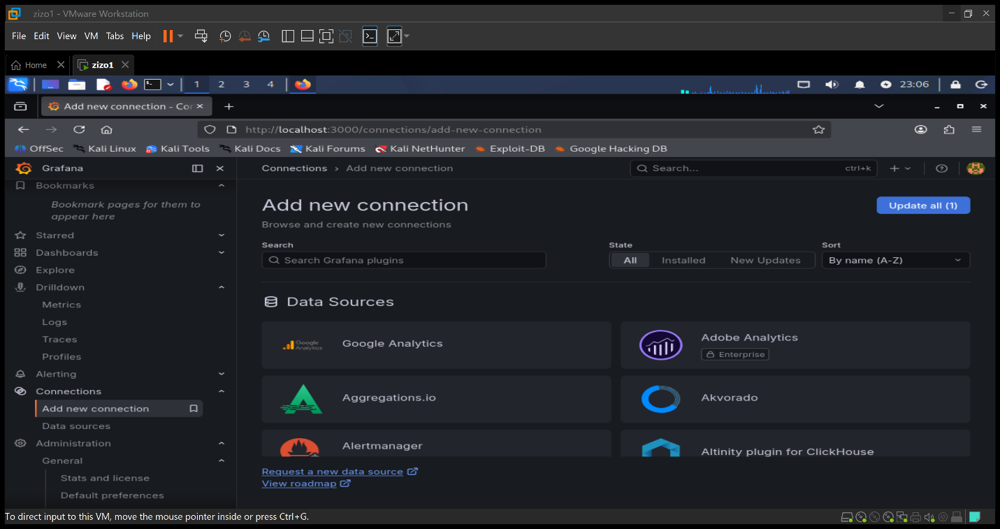 zizo1 - VMware Workstation
File Edit View VM Tabs Help
Home
zizo1
1 2 3 4
23:06
Add new connection - Cor
http://localhost:3000/connections/add-new-connection
OffSec Kali Linux Kali Tools Kali Docs Kali Forums Kali NetHunter Exploit-DB Google Hacking DB
Grafana
Connections › Add new connection
Search...
ctrl+k
Bookmarks
Bookmark pages for them to
appear here
Starred
Dashboards
Explore
Drilldown
Metrics
Logs
Traces
Profiles
Alerting
Connections
Add new connection
Data sources
Administration
General
Stats and license
Default preferences
Add new connection
Update all (1)
Browse and create new connections
Search
State
Sort
Search Grafana plugins
All Installed New Updates
By name (A-Z)
Data Sources
Google
Analytics
Google Analytics
Adobe Analytics
Enterprise
Aggregations.io
Akvorado
Alertmanager
Altinity plugin for ClickHouse
Request a new data source
View roadmap
To direct input to this VM, move the mouse pointer inside or press Ctrl+G.